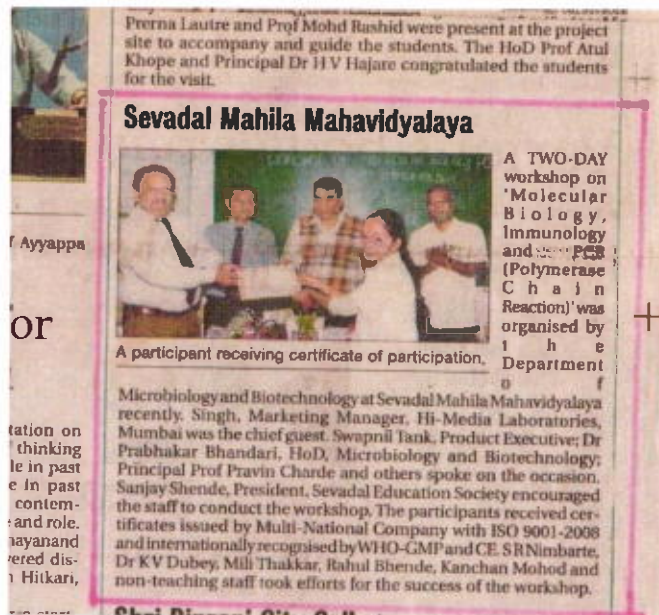 Prerna Lautre and Prof Mohd Rashid were present at the project
site to accompany and guide the students. The HoD Prof Atul
Khope and Principal Dr H V Hajare congratulated the students
for the visit.
Sevadal Mahila Mahavidyalaya
A TWO-DAY
workshop on
'Molecular
Biology,
Immunology
and PCR
(Polymerase
Chain
Reaction)' was
organised by
the
Department
of
A participant receiving certificate of participation.
Microbiology and Biotechnology at Sevadal Mahila Mahavidyalaya
recently. Singh, Marketing Manager, Hi-Media Laboratories,
Mumbai was the chief guest. Swapnil Tank, Product Executive; Dr
Prabhakar Bhandari, HoD, Microbiology and Biotechnology;
Principal Prof Pravin Charde and others spoke on the occasion.
Sanjay Shende, President, Sevadal Education Society encouraged
the staff to conduct the workshop. The participants received cer-
tificates issued by Multi-National Company with ISO 9001-2008
and internationally recognised by WHO-GMP and CE. S R Nimbarte,
Dr KV Dubey, Mili Thakkar, Rahul Bhende, Kanchan Mohod and
non-teaching staff took efforts for the success of the workshop.
Ayyappa
or
tation on
thinking
le in past
e in past
contem-
and role.
nayanand
vered dis-
Hitkari,